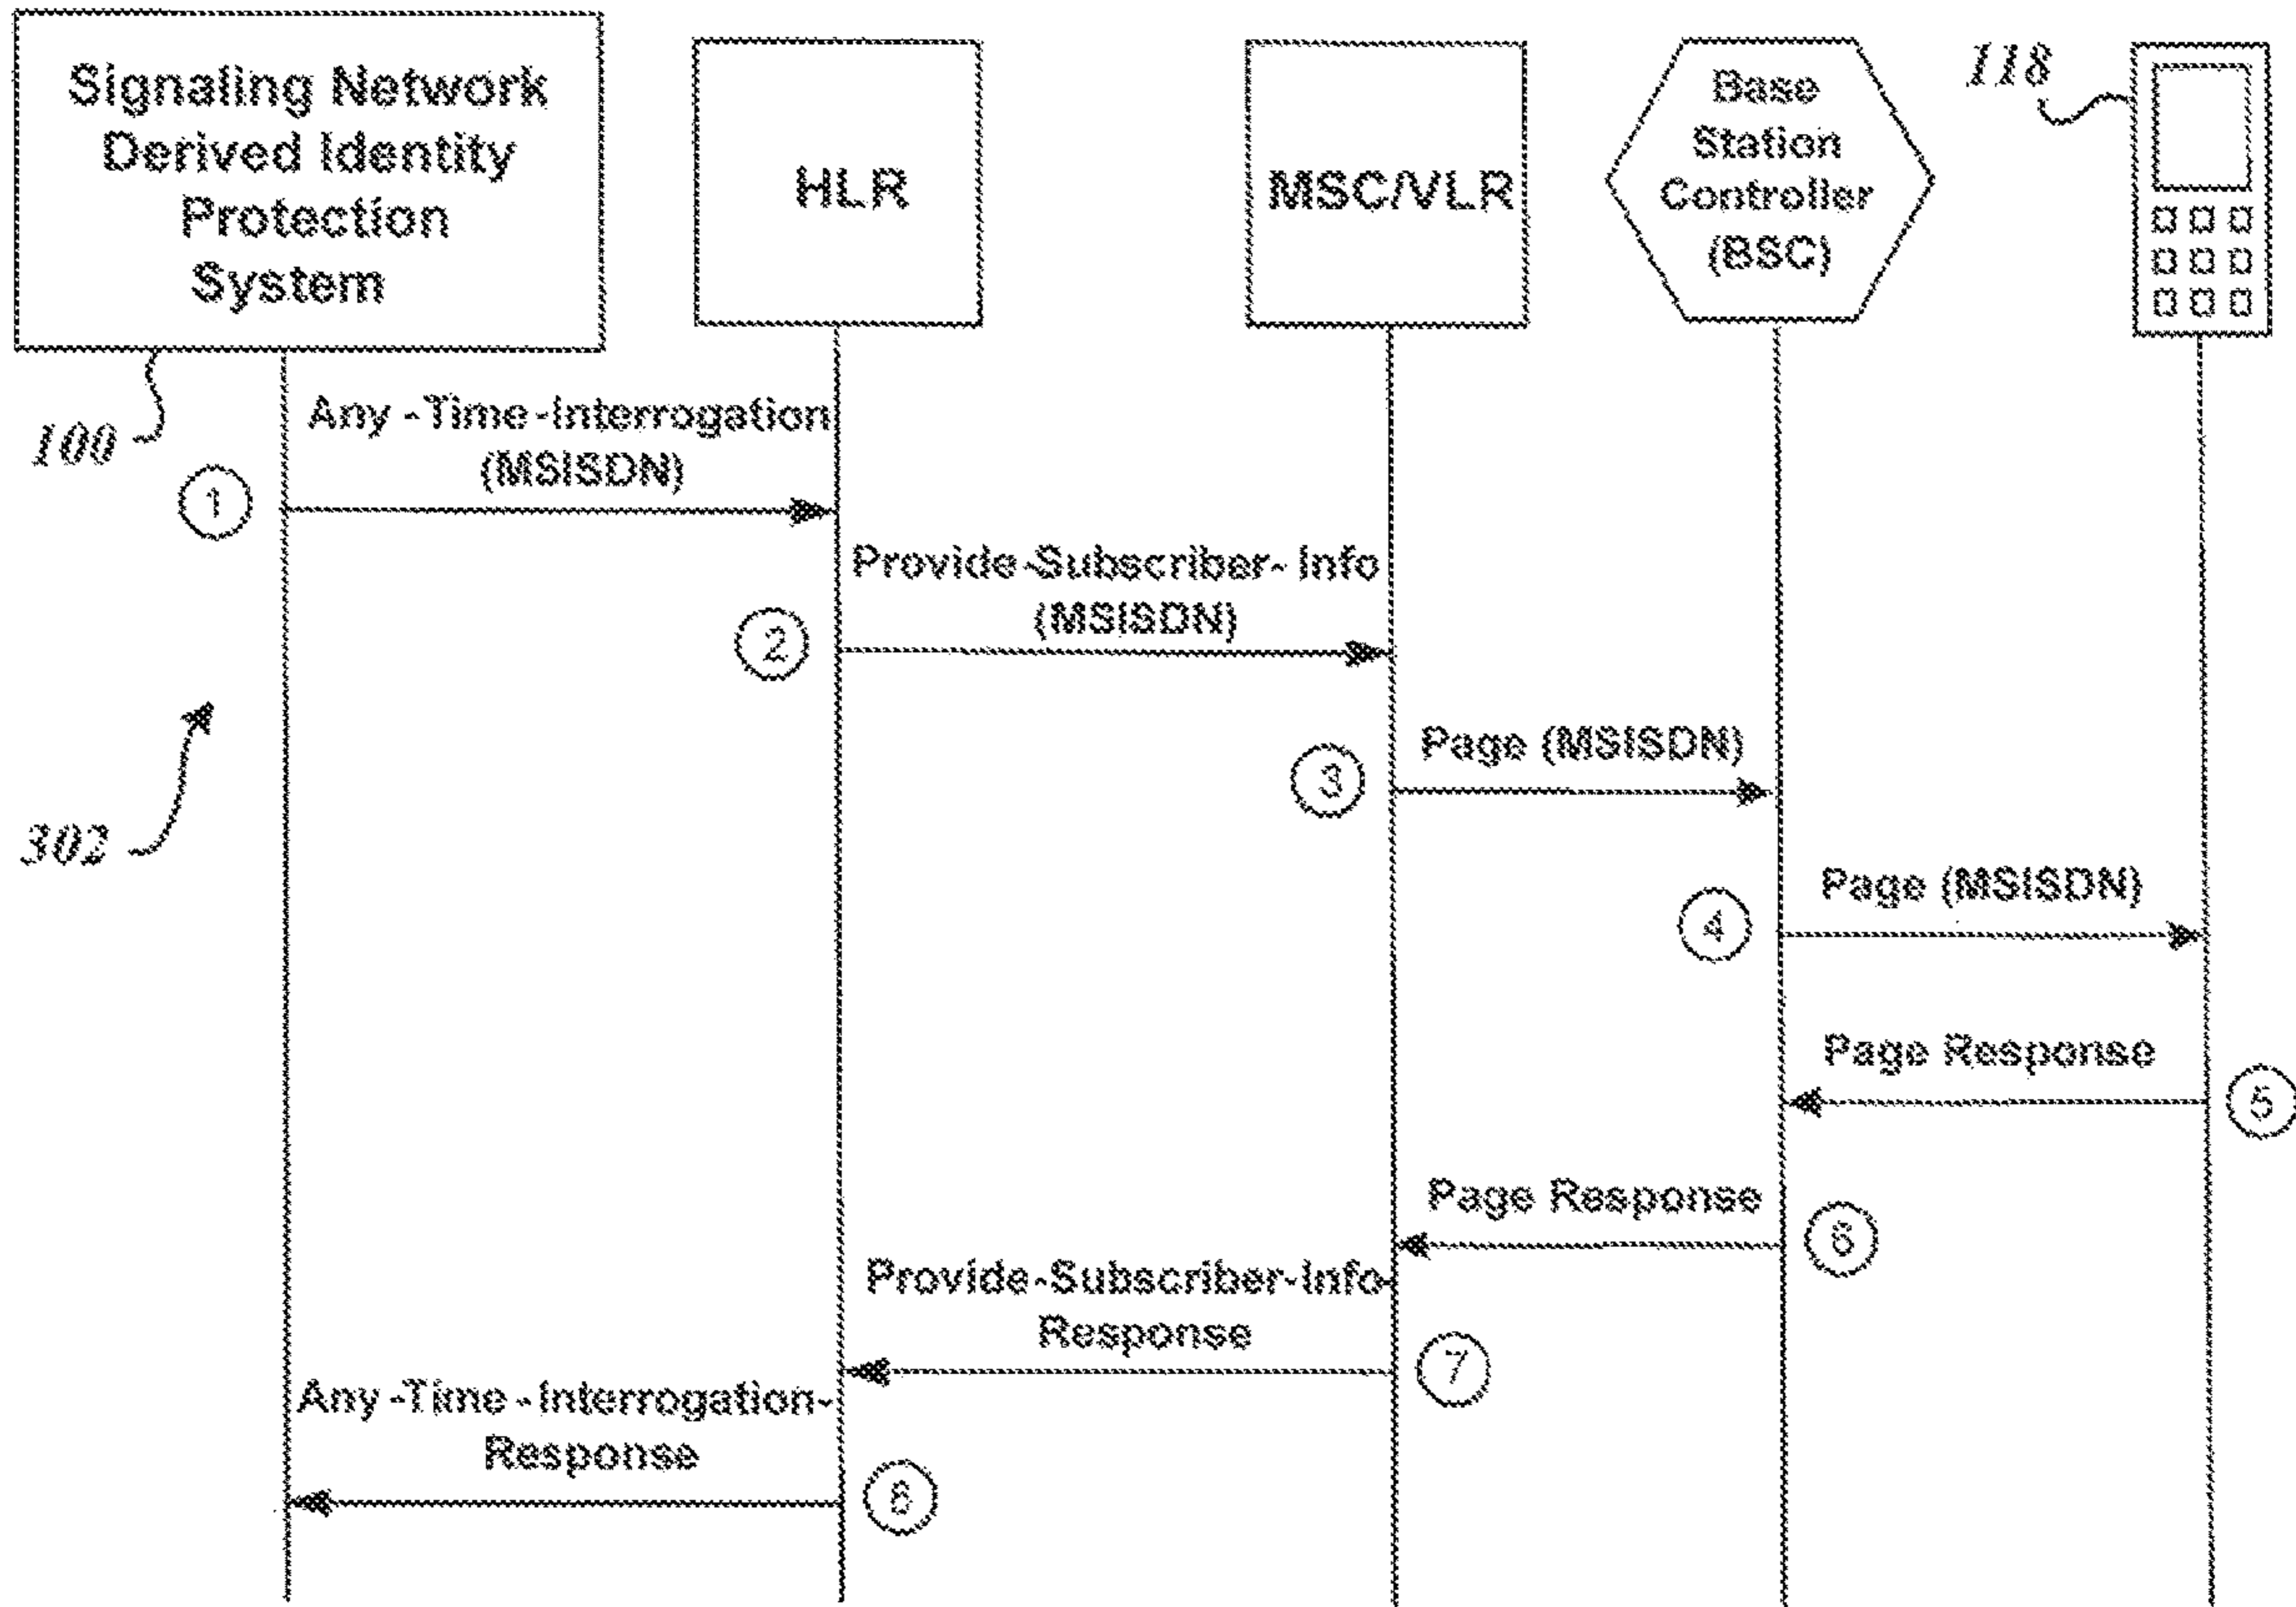 Signaling Network
Derived Identity
Protection
System
HLR
MSC/VLR
Base
Station
Controller
(BSC)
118
100
Any -Time-Interrogation
(MSISDN)
1
Provide-Subscriber- Info
(MSISDN)
2
302
Page (MSISDN)
3
Page (MSISDN)
4
Page Response
5
Page Response
6
Provide-Subscriber-Info-
Response
7
Any -Time -Interrogation-
Response
8